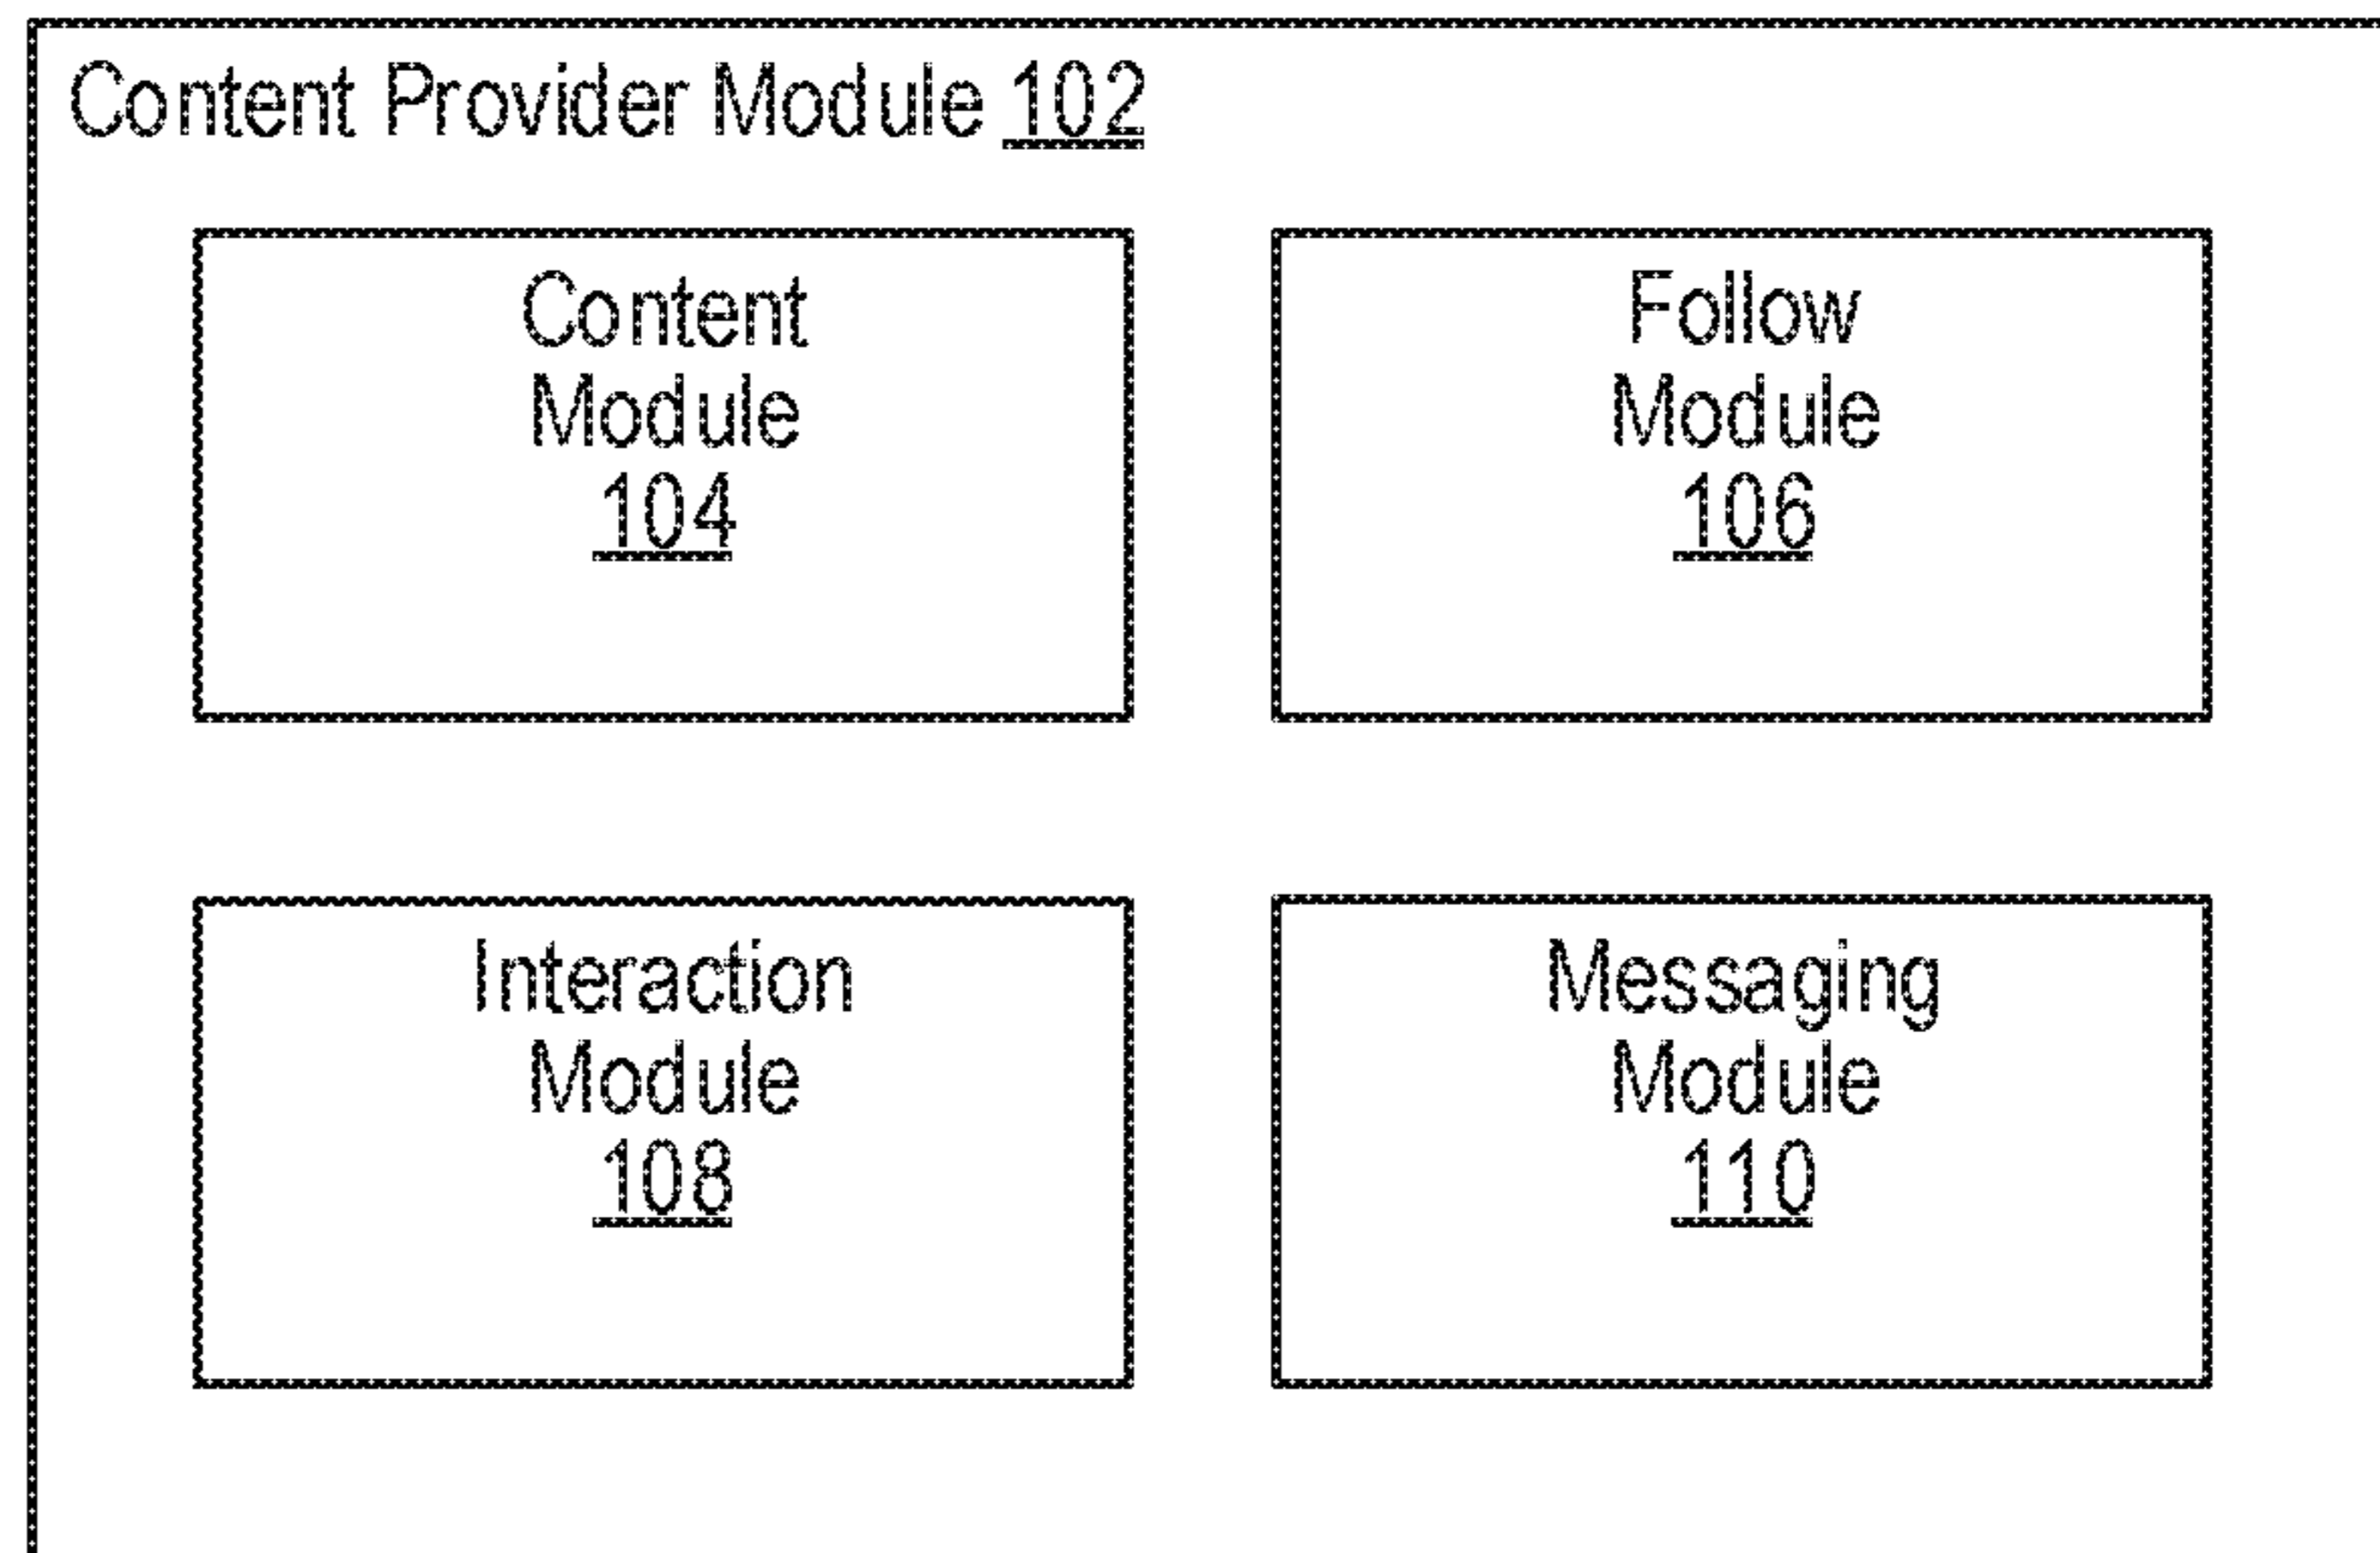 Content Provider Module 102
Content
Module
104
Follow
Module
106
Interaction
Module
108
Messaging
Module
110